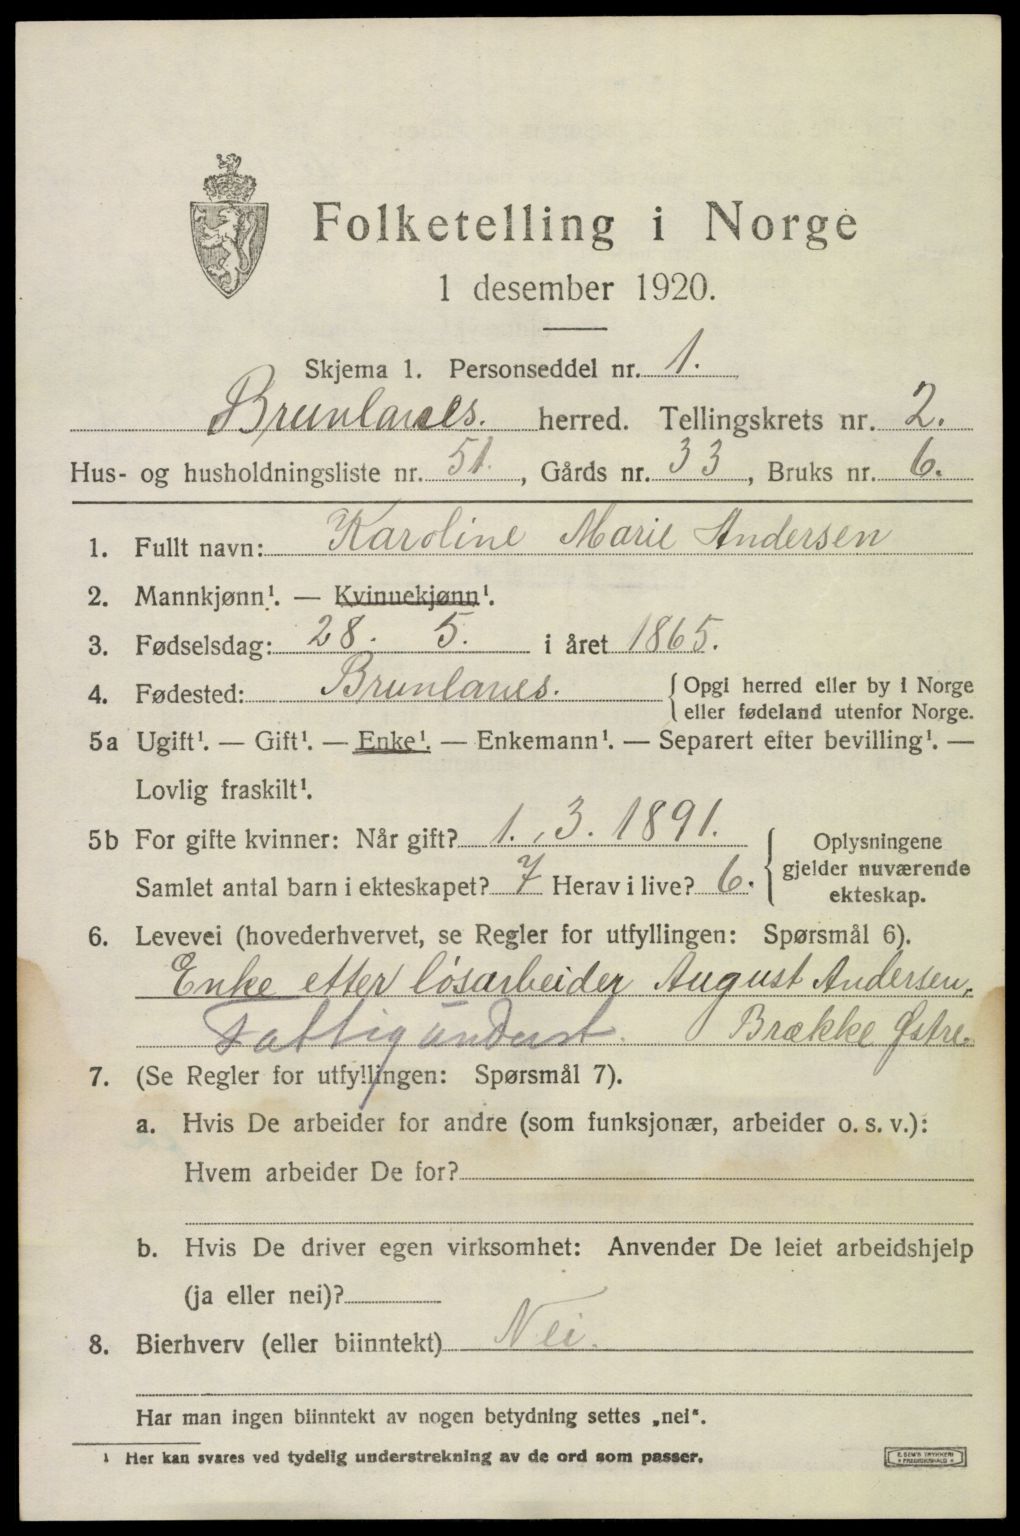 Folketelling i Norge
1 desember 1920.
Skjema 1. Personseddel nr. 1.
Brunlanes. herred. Tellingskrets nr. 2.
Hus- og husholdningsliste nr. 51. , Gårds nr. 33 , Bruks nr. 6.
1. Fullt navn: Karoline Marie Andersen
2. Mannkjønn¹. — Kvinnekjønn¹.
3. Fødselsdag: 28. 5. i året 1865.
4. Fødested: Brunlanes. { Opgi herred eller by i Norge
eller fødeland utenfor Norge.
5a Ugift¹. — Gift¹. — Enke¹. — Enkemann¹. — Separert efter bevilling¹. —
Lovlig fraskilt¹.
5b For gifte kvinner: Når gift? 1. , 3. 1891.
Samlet antal barn i ekteskapet? 7 Herav i live? 6.
{ Oplysningene
gjelder nuværende
ekteskap.
6. Levevei (hovederhvervet, se Regler for utfyllingen: Spørsmål 6).
Enke etter løsarbeider August Andersen,
Fattigunderst. Brække Østre.
7. (Se Regler for utfyllingen: Spørsmål 7).
a. Hvis De arbeider for andre (som funksjonær, arbeider o. s. v.):
Hvem arbeider De for?
b. Hvis De driver egen virksomhet: Anvender De leiet arbeidshjelp
(ja eller nei)?
8. Bierhverv (eller biinntekt) Nei.
Har man ingen biinntekt av nogen betydning settes „nei“.
¹ Her kan svares ved tydelig understrekning av de ord som passer.